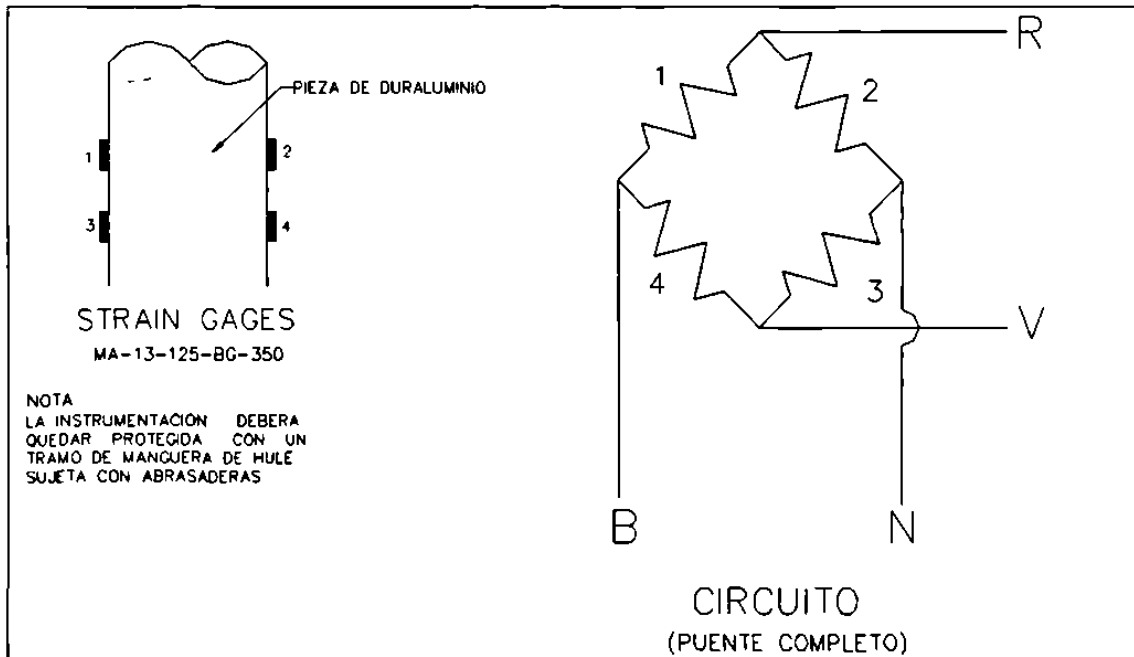 PIEZA DE DURALUMINIO
1
2
3
4
STRAIN GAGES
MA-13-125-BG-350
NOTA
LA INSTRUMENTACION DEBERA
QUEDAR PROTEGIDA CON UN
TRAMO DE MANGUERA DE HULE
SUJETA CON ABRASADERAS
R
1
2
4
3
V
B
N
CIRCUITO
(PUENTE COMPLETO)